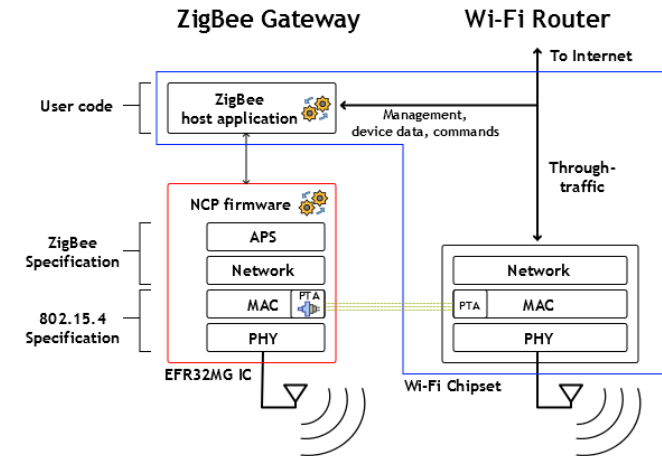 ZigBee Gateway
Wi-Fi Router
To Internet
User code
ZigBee
host application
Management,
device data, commands
Through-
traffic
NCP firmware
ZigBee
Specification
APS
Network
Network
802.15.4
Specification
MAC
PTA
PTA
MAC
PHY
PHY
EFR32MG IC
Wi-Fi Chipset